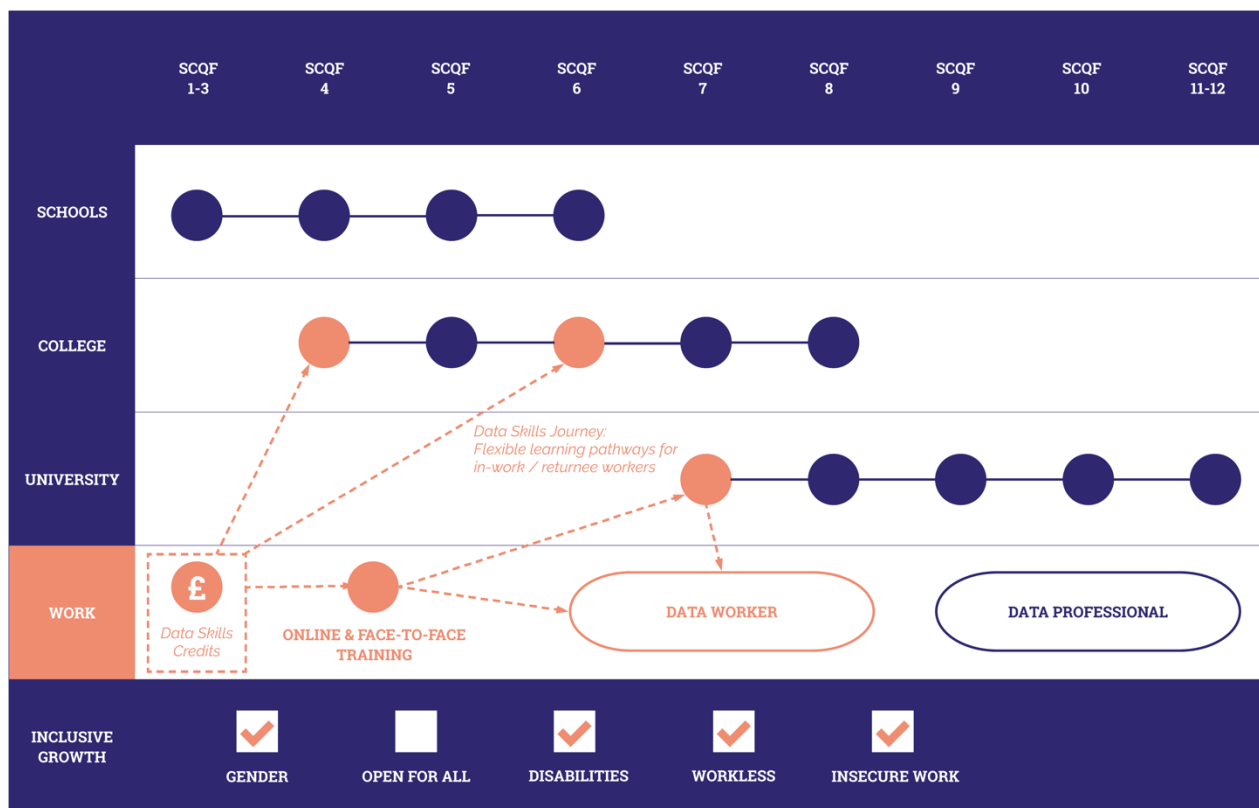 SCQF
1-3
SCQF
4
SCQF
5
SCQF
6
SCQF
7
SCQF
8
SCQF
9
SCQF
10
SCQF
11-12
SCHOOLS
COLLEGE
Data Skills Journey:
Flexible learning pathways for
in-work / returnee workers
UNIVERSITY
WORK
£
Data Skills
Credits
ONLINE & FACE-TO-FACE
TRAINING
DATA WORKER
DATA PROFESSIONAL
INCLUSIVE
GROWTH
GENDER
OPEN FOR ALL
DISABILITIES
WORKLESS
INSECURE WORK